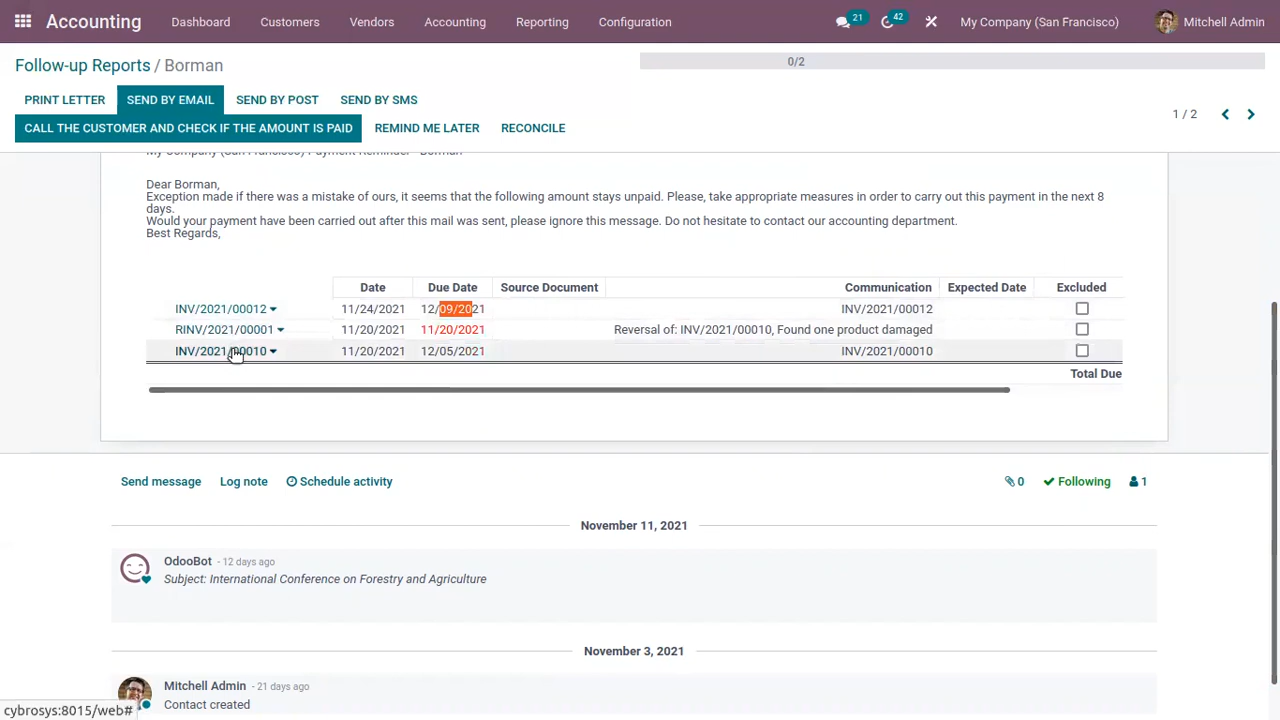 Accounting Dashboard Customers Vendors Accounting Reporting Configuration 21 42 My Company (San Francisco) Mitchell Admin
Follow-up Reports / Borman
0/2
PRINT LETTER SEND BY EMAIL SEND BY POST SEND BY SMS
1 / 2
CALL THE CUSTOMER AND CHECK IF THE AMOUNT IS PAID REMIND ME LATER RECONCILE
My Company (San Francisco) Payment Reminder - Borman
Dear Borman,
Exception made if there was a mistake of ours, it seems that the following amount stays unpaid. Please, take appropriate measures in order to carry out this payment in the next 8
days.
Would your payment have been carried out after this mail was sent, please ignore this message. Do not hesitate to contact our accounting department.
Best Regards,
Date Due Date Source Document Communication Expected Date Excluded
INV/2021/00012 11/24/2021 12/09/2021 INV/2021/00012
RINV/2021/00001 11/20/2021 11/20/2021 Reversal of: INV/2021/00010, Found one product damaged
INV/2021/00010 11/20/2021 12/05/2021 INV/2021/00010
Total Due
Send message Log note Schedule activity 0 Following 1
November 11, 2021
OdooBot - 12 days ago
Subject: International Conference on Forestry and Agriculture
November 3, 2021
Mitchell Admin - 21 days ago
Contact created
cybrosys:8015/web#